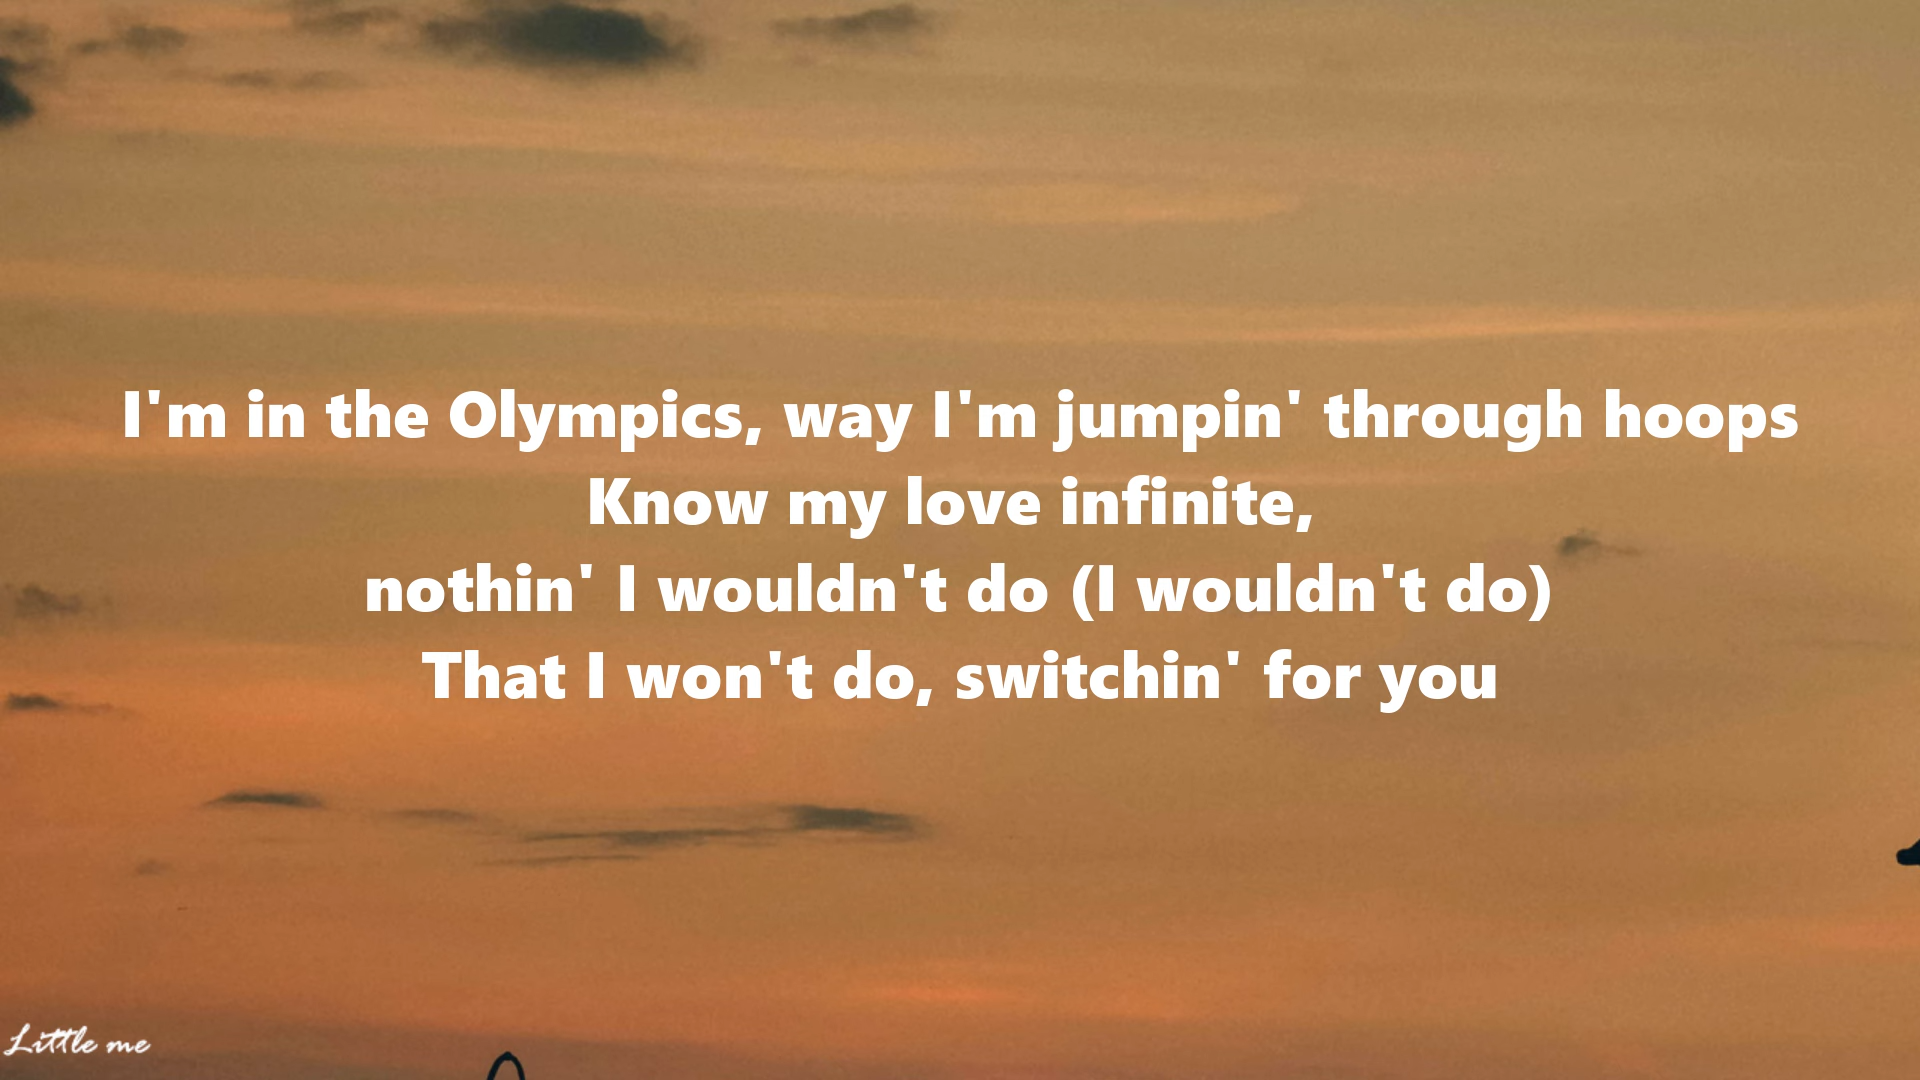 I'm in the Olympics, way I'm jumpin' through hoops
Know my love infinite,
nothin' I wouldn't do (I wouldn't do)
That I won't do, switchin' for you
Little me